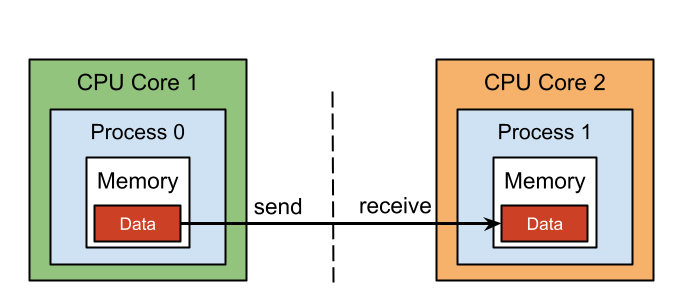 CPU Core 1
Process 0
Memory
Data
send
receive
CPU Core 2
Process 1
Memory
Data